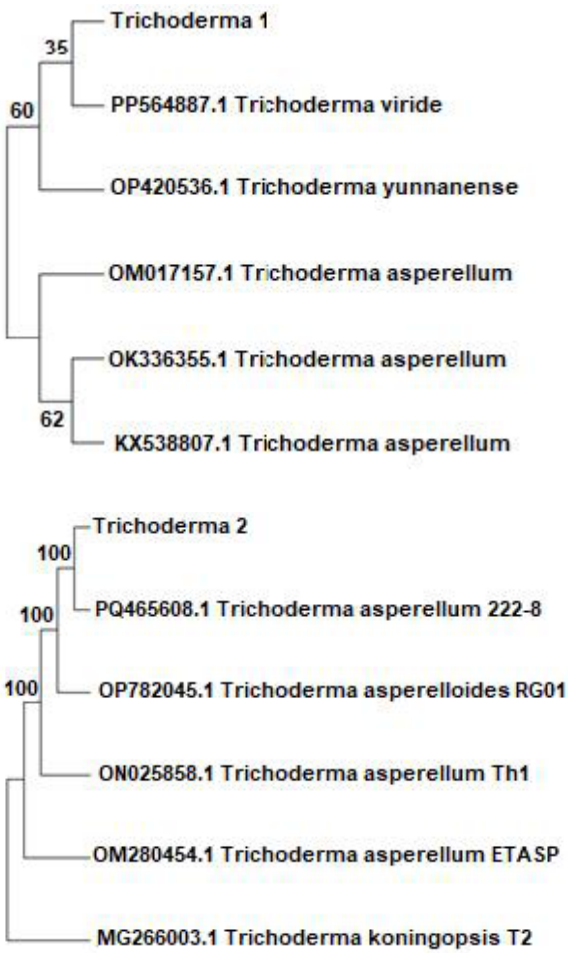 Trichoderma 1
35
PP564887.1 Trichoderma viride
60
OP420536.1 Trichoderma yunnanense
OM017157.1 Trichoderma asperellum
OK336355.1 Trichoderma asperellum
62
KX538807.1 Trichoderma asperellum
Trichoderma 2
100
PQ465608.1 Trichoderma asperellum 222-8
100
OP782045.1 Trichoderma asperelloides RG01
100
ON025858.1 Trichoderma asperellum Th1
OM280454.1 Trichoderma asperellum ETASP
MG266003.1 Trichoderma koningopsis T2